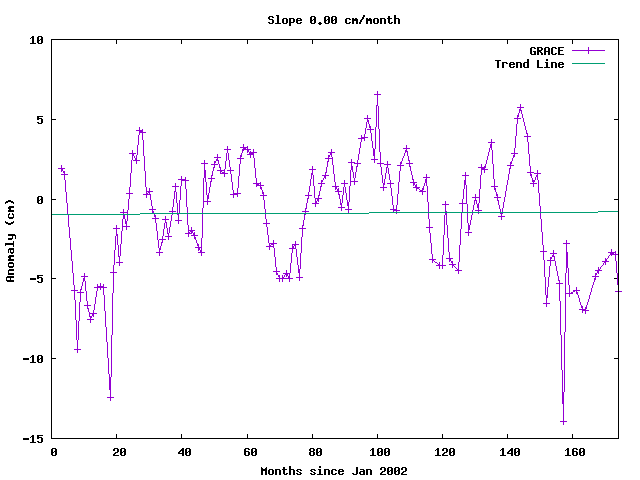 Slope 0.00 cm/month
GRACE
Trend Line
10
5
0
-5
-10
-15
Anomaly (cm)
0 20 40 60 80 100 120 140 160
Months since Jan 2002